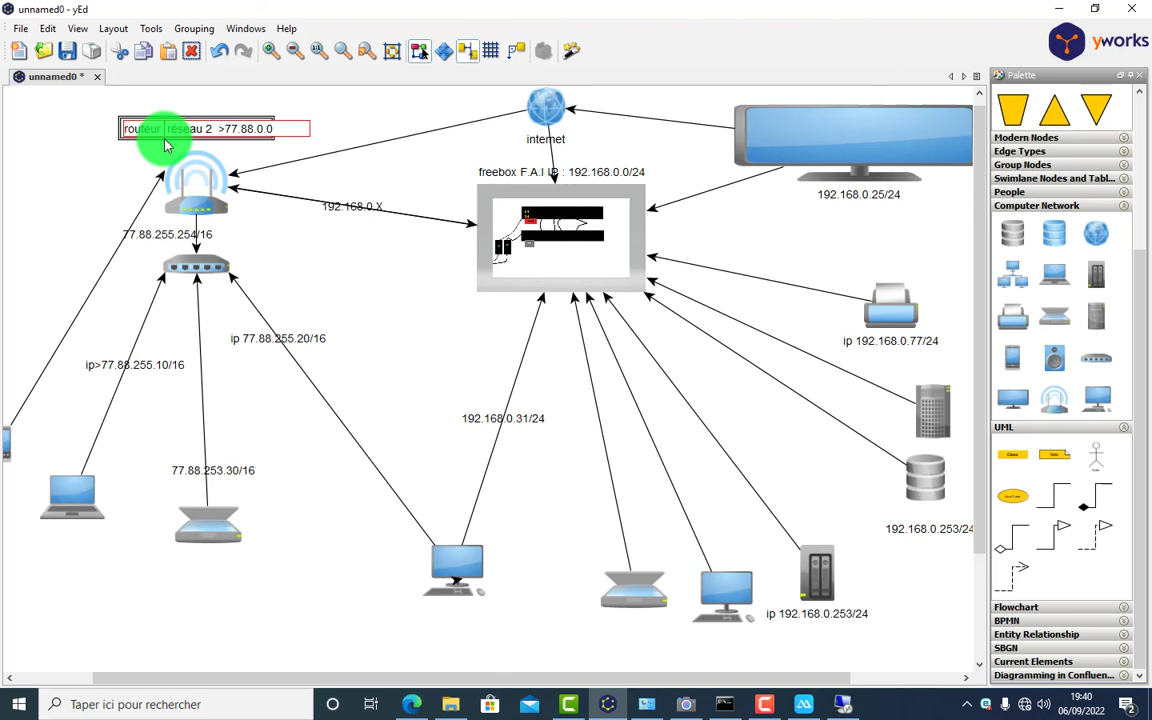 unnamed0 - yEd
File Edit View Layout Tools Grouping Windows Help
yworks
unnamed0 *
Palette
Modern Nodes
Edge Types
Group Nodes
Swimlane Nodes and Tabl...
People
Computer Network
UML
Flowchart
BPMN
Entity Relationship
SBGN
Current Elements
Diagramming in Confluen...
routeur réseau 2 >77.88.0.0
internet
freebox F.A.I IP : 192.168.0.0/24
192.168.0.25/24
192.168.0.X
77.88.255.254/16
ip 77.88.255.20/16
ip>77.88.255.10/16
ip 192.168.0.77/24
192.168.0.31/24
77.88.253.30/16
192.168.0.253/24
ip 192.168.0.253/24
Taper ici pour rechercher
19:40
06/09/2022
2